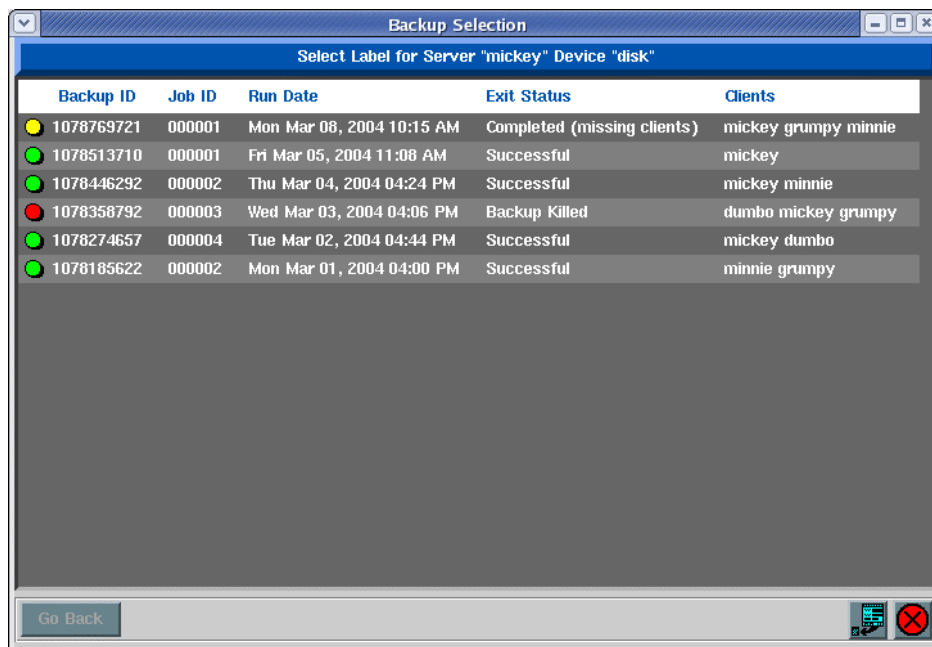 Backup Selection
Select Label for Server "mickey" Device "disk"
Backup ID Job ID Run Date Exit Status Clients
1078769721 000001 Mon Mar 08, 2004 10:15 AM Completed (missing clients) mickey grumpy minnie
1078513710 000001 Fri Mar 05, 2004 11:08 AM Successful mickey
1078446292 000002 Thu Mar 04, 2004 04:24 PM Successful mickey minnie
1078358792 000003 Wed Mar 03, 2004 04:06 PM Backup Killed dumbo mickey grumpy
1078274657 000004 Tue Mar 02, 2004 04:44 PM Successful mickey dumbo
1078185622 000002 Mon Mar 01, 2004 04:00 PM Successful minnie grumpy
Go Back